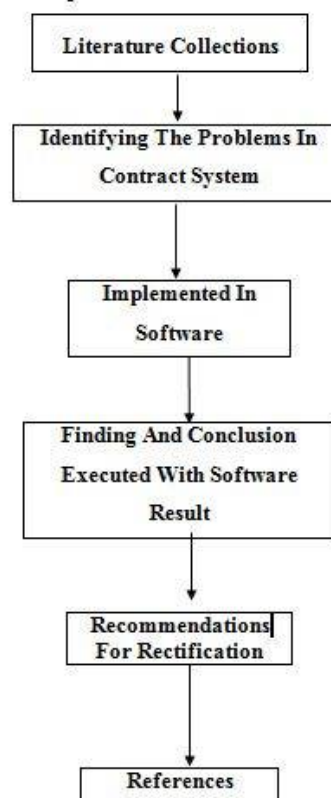 Literature Collections
Identifying The Problems In
Contract System
Implemented In
Software
Finding And Conclusion
Executed With Software
Result
Recommendations
For Rectification
References